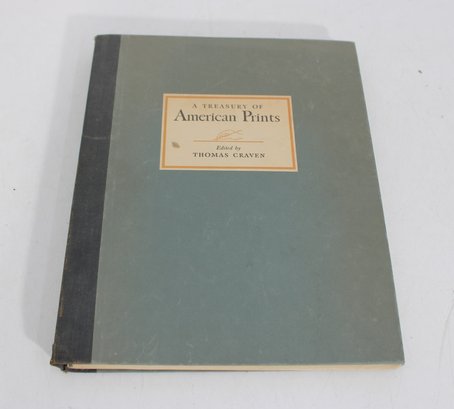 A TREASURY OF
American Prints
Edited by
THOMAS CRAVEN